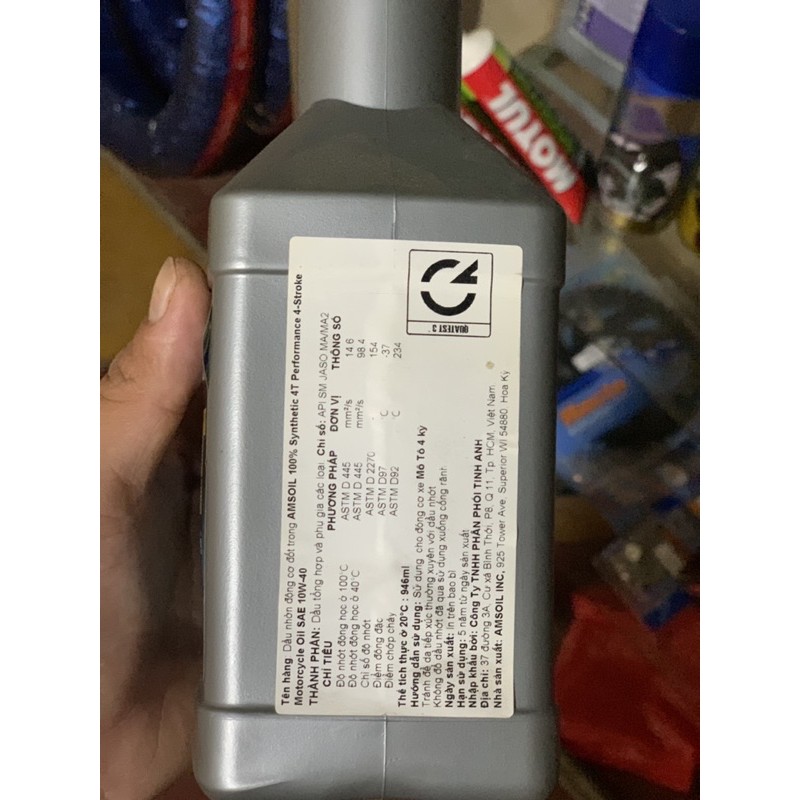 Tên hàng: Dầu nhờn động cơ đốt trong AMSOIL 100% Synthetic 4T Performance 4-Stroke
Motorcycle Oil SAE 10W-40
THÀNH PHẦN: Dầu tổng hợp và phụ gia các loại. Chỉ số: API SM JASO MA/MA2
CHỈ TIÊU PHƯƠNG PHÁP ĐƠN VỊ THÔNG SỐ
Độ nhớt động học ở 100°C ASTM D 445 mm²/s 14.6
Độ nhớt động học ở 40°C ASTM D 445 mm²/s 98.4
Chỉ số độ nhớt ASTM D 2270 154
Điểm đông đặc ASTM D97 °C -37
Điểm chớp cháy ASTM D92 °C 234
Thể tích thực ở 20°C : 946ml
Hướng dẫn sử dụng: Sử dụng cho động cơ xe Mô Tô 4 kỳ
Tránh để da tiếp xúc thường xuyên với dầu nhớt
Không đổ dầu nhớt đã qua sử dụng xuống cống rãnh
Ngày sản xuất: In trên bao bì
Hạn sử dụng: 5 năm từ ngày sản xuất
Nhập khẩu bởi: CÔNG TY TNHH PHÂN PHỐI TINH ANH
Địa chỉ: 37 đường 3A, Cư xá Bình Thới, P8, Q 11, Tp. HCM, Việt Nam
Nhà sản xuất: AMSOIL INC, 925 Tower Ave, Superior WI 54880. Hoa Kỳ
QUATEST 3
MOTUL